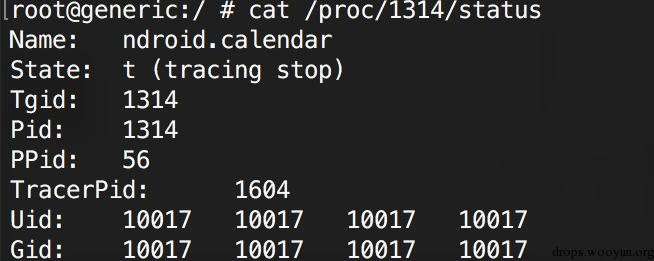 [root@generic:/ # cat /proc/1314/status
Name:   ndroid.calendar
State:  t (tracing stop)
Tgid:   1314
Pid:    1314
PPid:   56
TracerPid:      1604
Uid:    10017   10017   10017   10017
Gid:    10017   10017   10017   10017
drops.wooyun.org